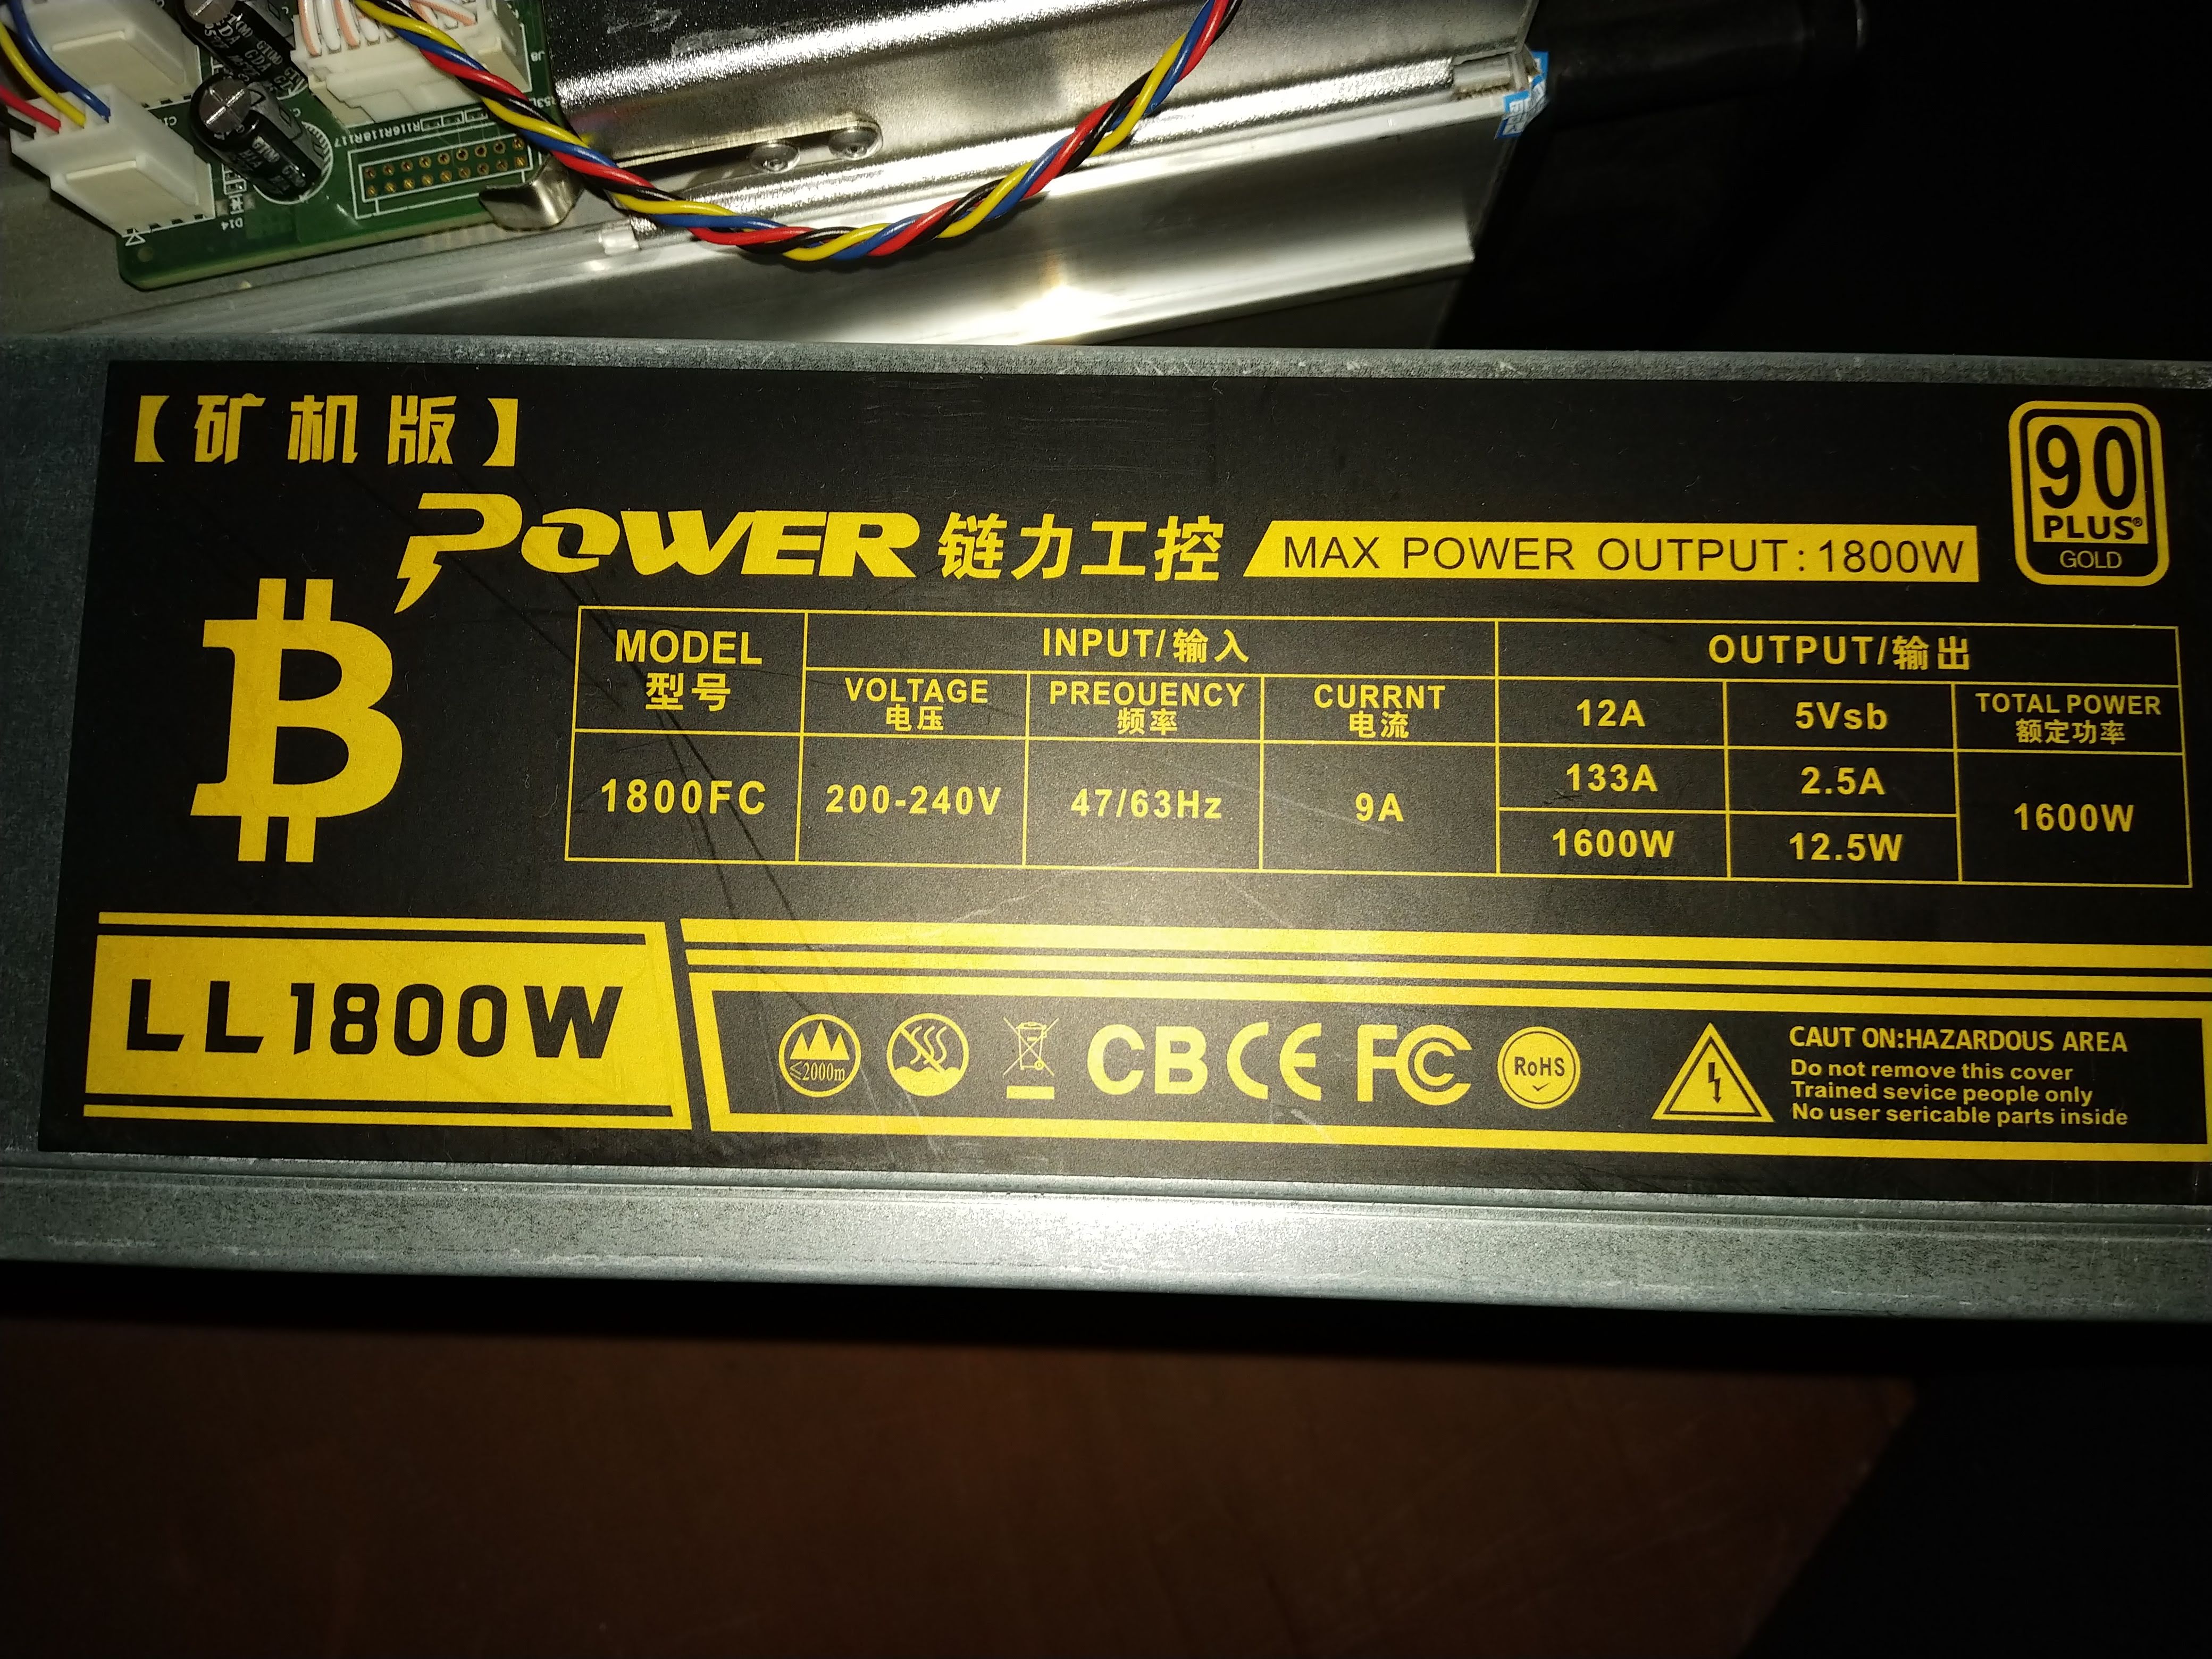 【矿机版】
POWER 链力工控 MAX POWER OUTPUT: 1800W
90
PLUS®
GOLD
MODEL
型号
INPUT/输入
OUTPUT/输出
VOLTAGE
电压
PREOUENCY
频率
CURRNT
电流
12A
5Vsb
TOTAL POWER
额定功率
1800FC
200-240V
47/63Hz
9A
133A
2.5A
1600W
1600W
12.5W
LL1800W
≤2000m
CB CE FC
RoHS
CAUT ON:HAZARDOUS AREA
Do not remove this cover
Trained sevice people only
No user sericable parts inside
R116R118R117
D14
J8